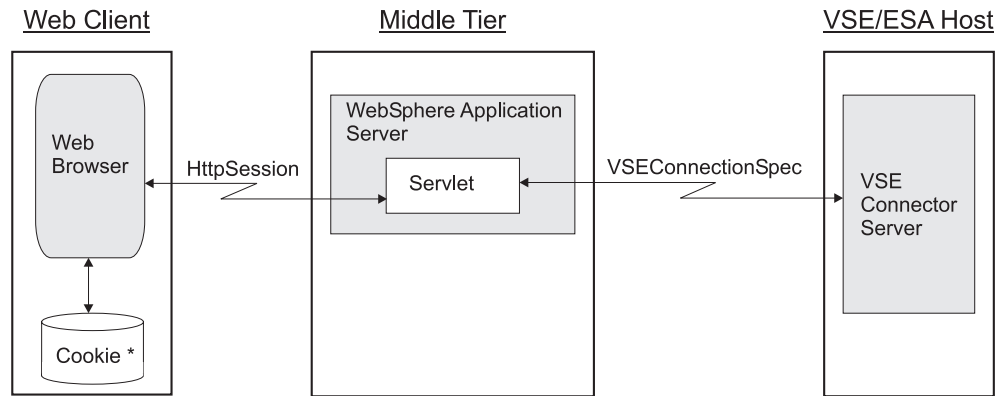 Web Client
Middle Tier
VSE/ESA Host
WebSphere Application
Server
Web
Browser
HttpSession
Servlet
VSEConnectionSpec
VSE
Connector
Server
Cookie *